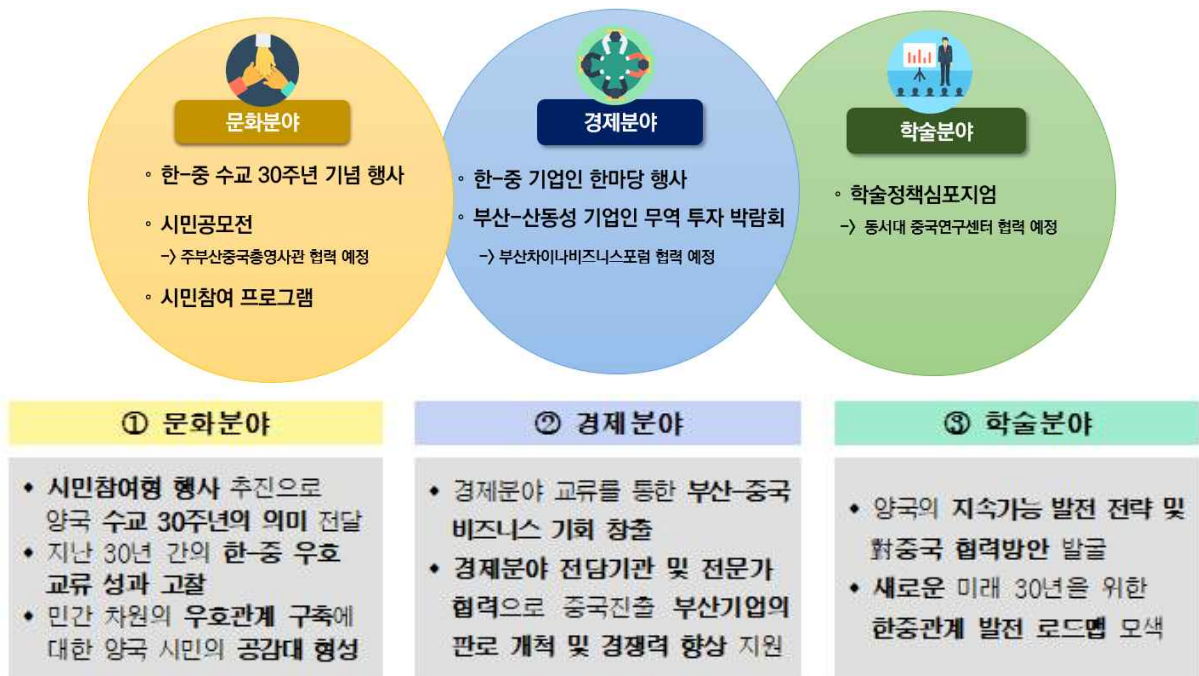 문화분야
◦ 한-중 수교 30주년 기념 행사
◦ 시민공모전
-> 주부산중국총영사관 협력 예정
◦ 시민참여 프로그램
경제분야
◦ 한-중 기업인 한마당 행사
◦ 부산-산동성 기업인 무역 투자 박람회
-> 부산차이나비즈니스포럼 협력 예정
학술분야
◦ 학술정책심포지엄
-> 동서대 중국연구센터 협력 예정
① 문화분야
• 시민참여형 행사 추진으로
양국 수교 30주년의 의미 전달
• 지난 30년 간의 한-중 우호
교류 성과 고찰
• 민간 차원의 우호관계 구축에
대한 양국 시민의 공감대 형성
② 경제분야
• 경제분야 교류를 통한 부산-중국
비즈니스 기회 창출
• 경제분야 전담기관 및 전문가
협력으로 중국진출 부산기업의
판로 개척 및 경쟁력 향상 지원
③ 학술분야
• 양국의 지속가능 발전 전략 및
對중국 협력방안 발굴
• 새로운 미래 30년을 위한
한중관계 발전 로드맵 모색